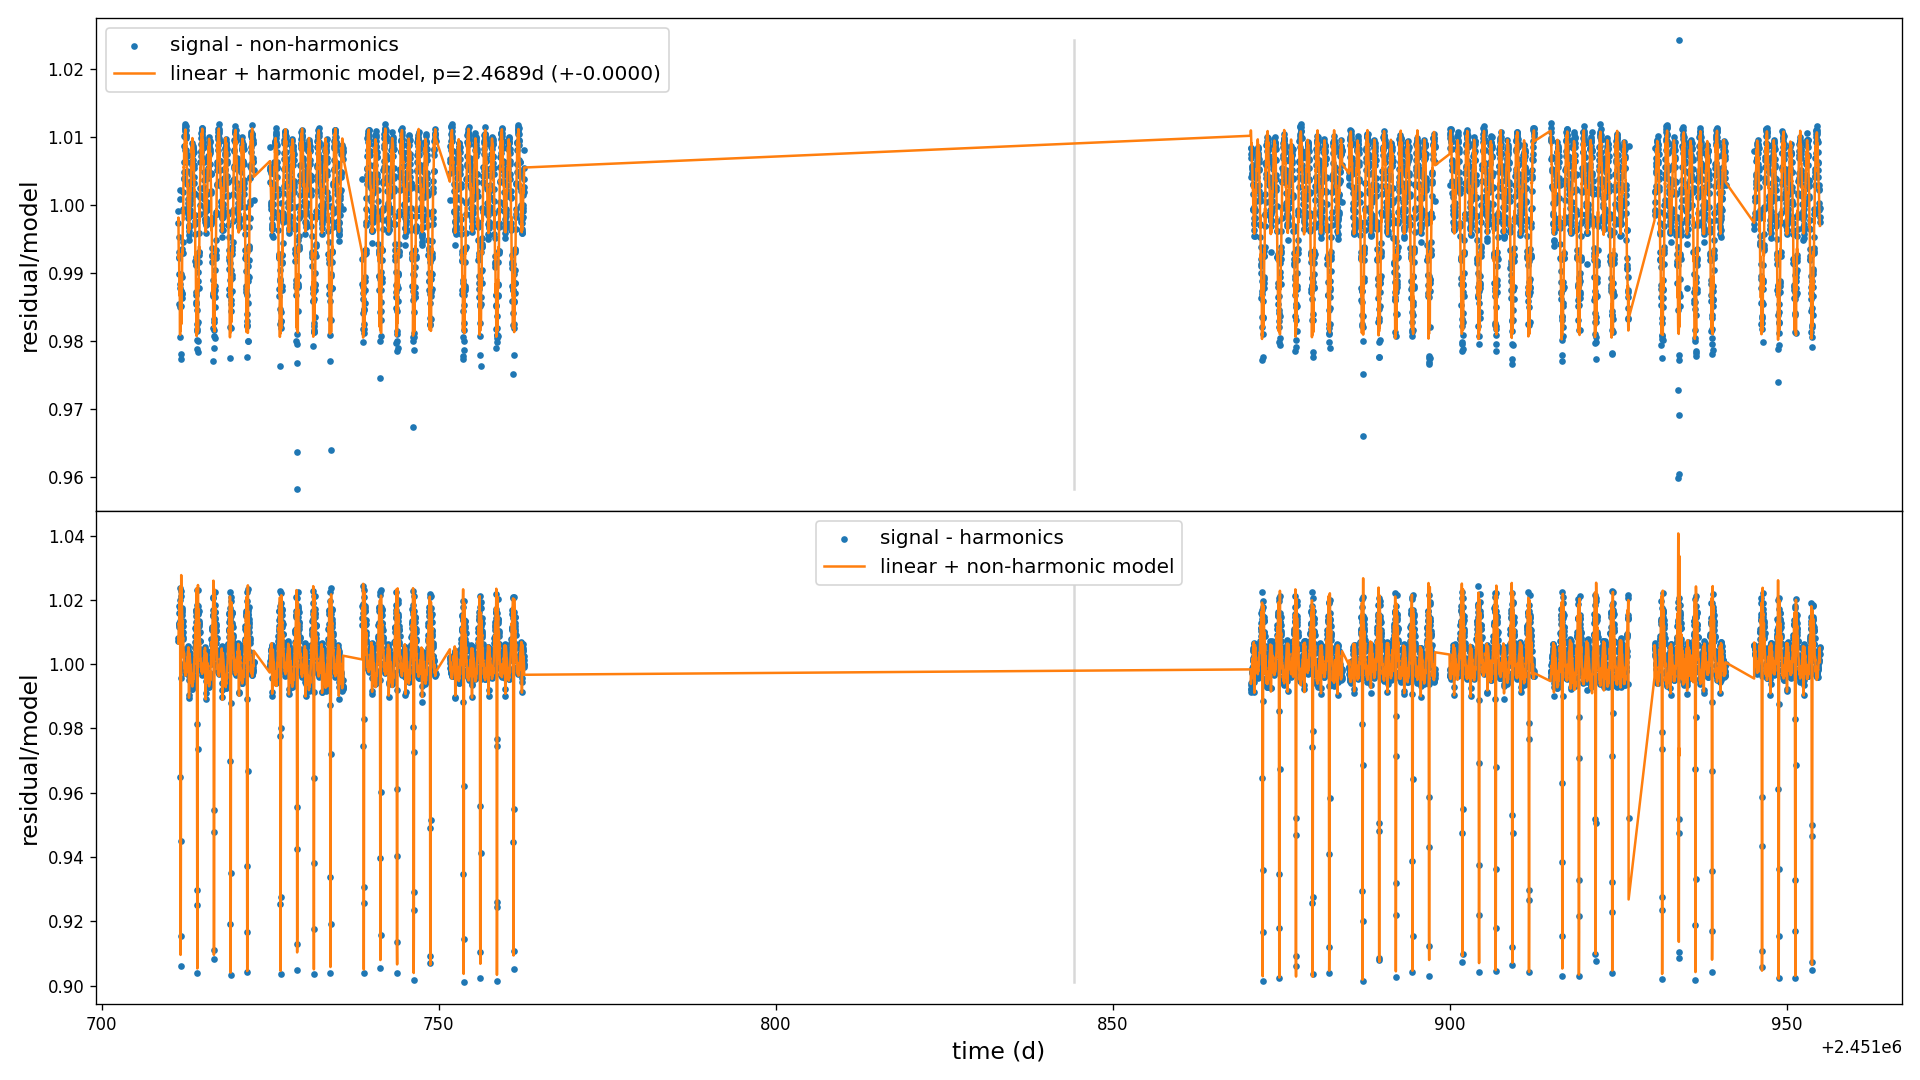 signal - non-harmonics
linear + harmonic model, p=2.4689d (+-0.0000)
1.02
1.01
1.00
0.99
0.98
0.97
0.96
residual/model
signal - harmonics
linear + non-harmonic model
1.04
1.02
1.00
0.98
0.96
0.94
0.92
0.90
residual/model
700 750 800 850 900 950
time (d)
+2.451e6